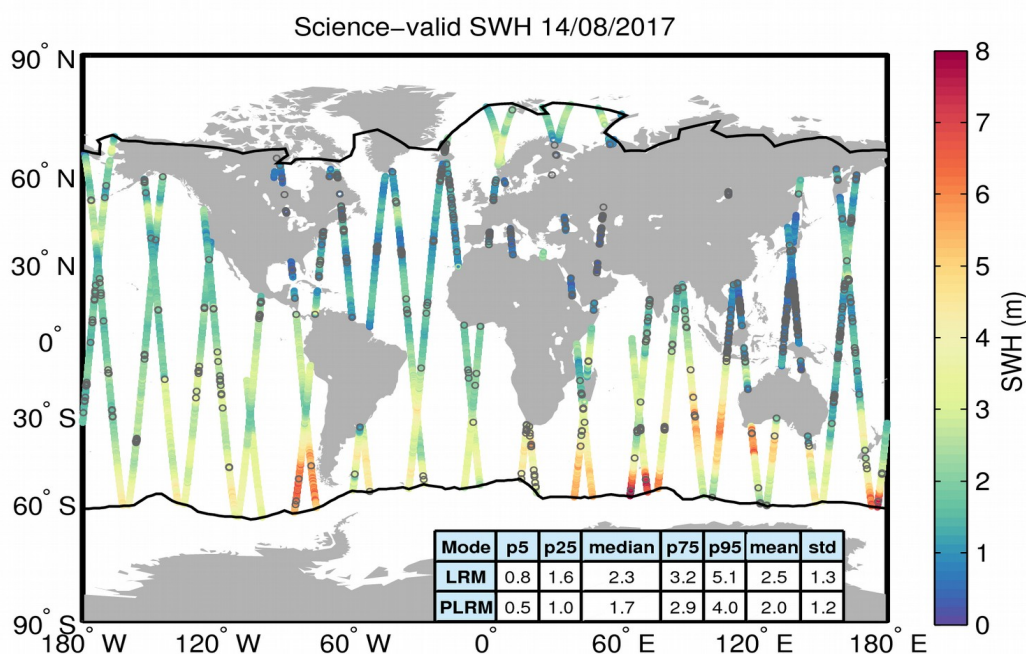 Science−valid SWH 14/08/2017
90° N
60° N
30° N
0°
30° S
60° S
90° S
180° W
120° W
60° W
0°
60° E
120° E
180° E
8
7
6
5
4
3
2
1
0
SWH (m)
Mode p5 p25 median p75 p95 mean std
LRM 0.8 1.6 2.3 3.2 5.1 2.5 1.3
PLRM 0.5 1.0 1.7 2.9 4.0 2.0 1.2